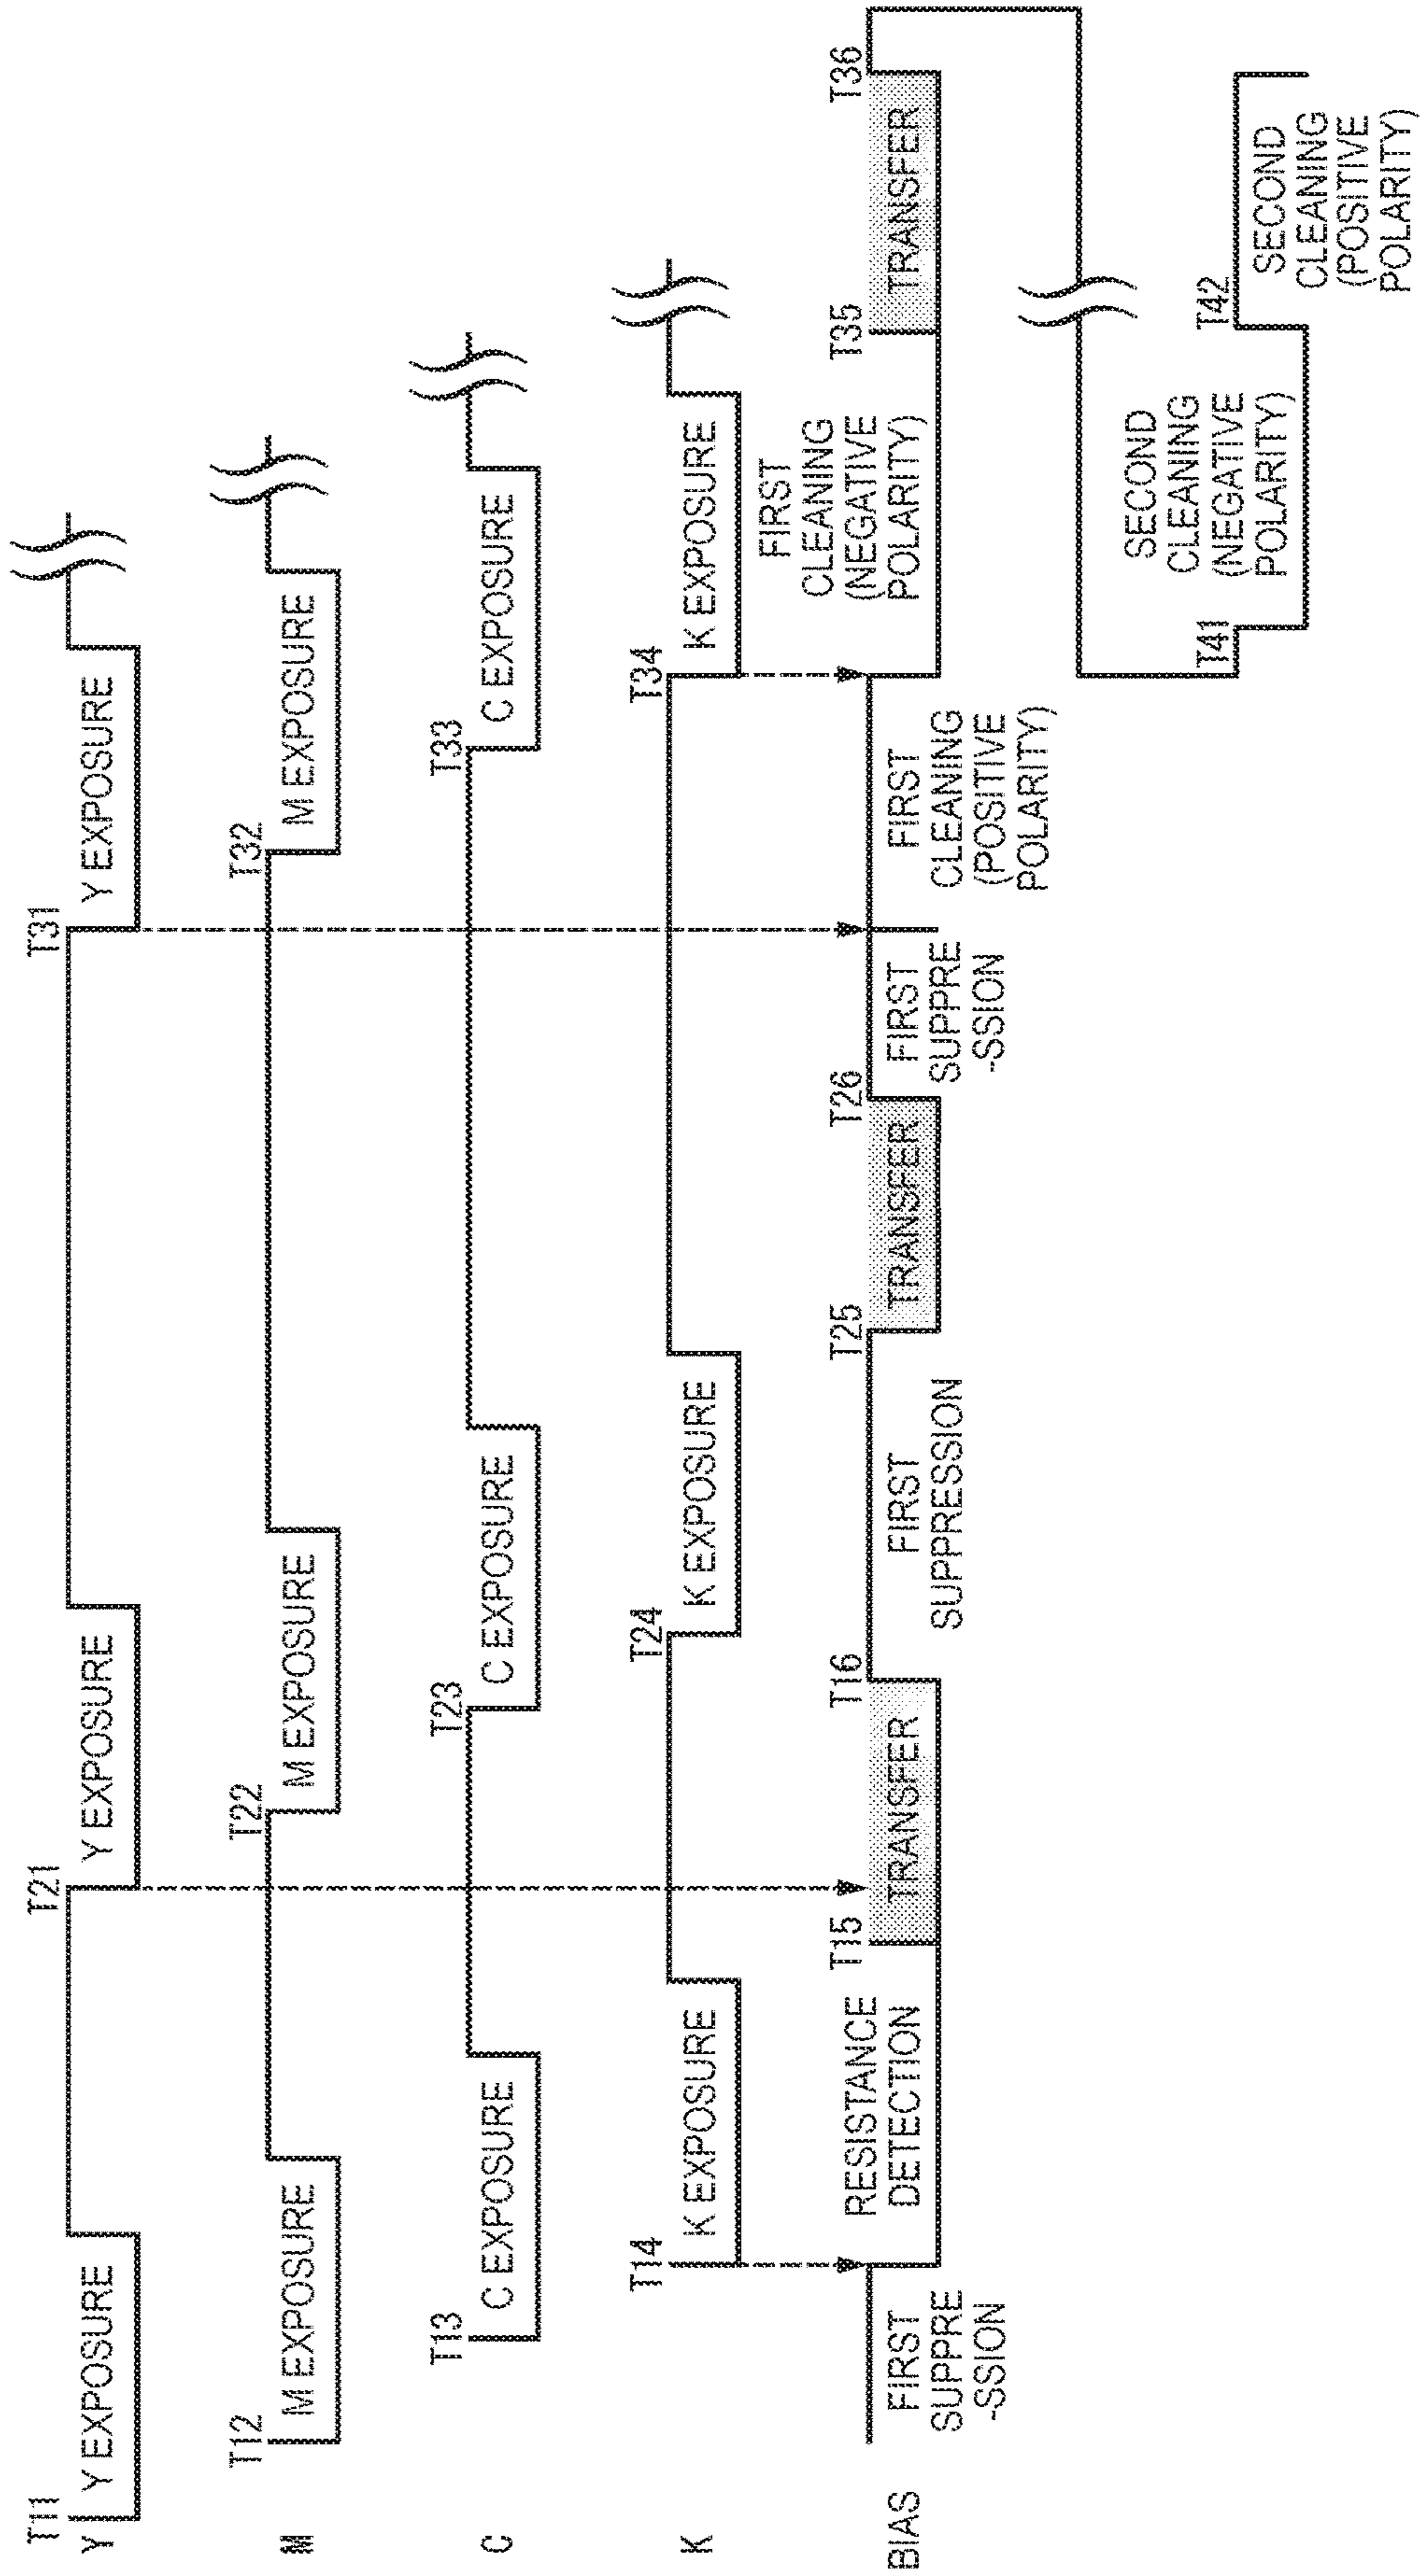 T11
T21
T31
Y
Y EXPOSURE
Y EXPOSURE
Y EXPOSURE
T12
T22
T32
M
M EXPOSURE
M EXPOSURE
M EXPOSURE
T13
T23
T33
C
C EXPOSURE
C EXPOSURE
C EXPOSURE
T14
T24
T34
K
K EXPOSURE
K EXPOSURE
K EXPOSURE
BIAS
FIRST
SUPPRE
-SSION
RESISTANCE
DETECTION
T15
TRANSFER
T16
FIRST
SUPPRESSION
T25
TRANSFER
T26
FIRST
SUPPRE
-SSION
FIRST
CLEANING
(POSITIVE
POLARITY)
FIRST
CLEANING
(NEGATIVE
POLARITY)
T35
TRANSFER
T36
T41
SECOND
CLEANING
(NEGATIVE
POLARITY)
T42
SECOND
CLEANING
(POSITIVE
POLARITY)